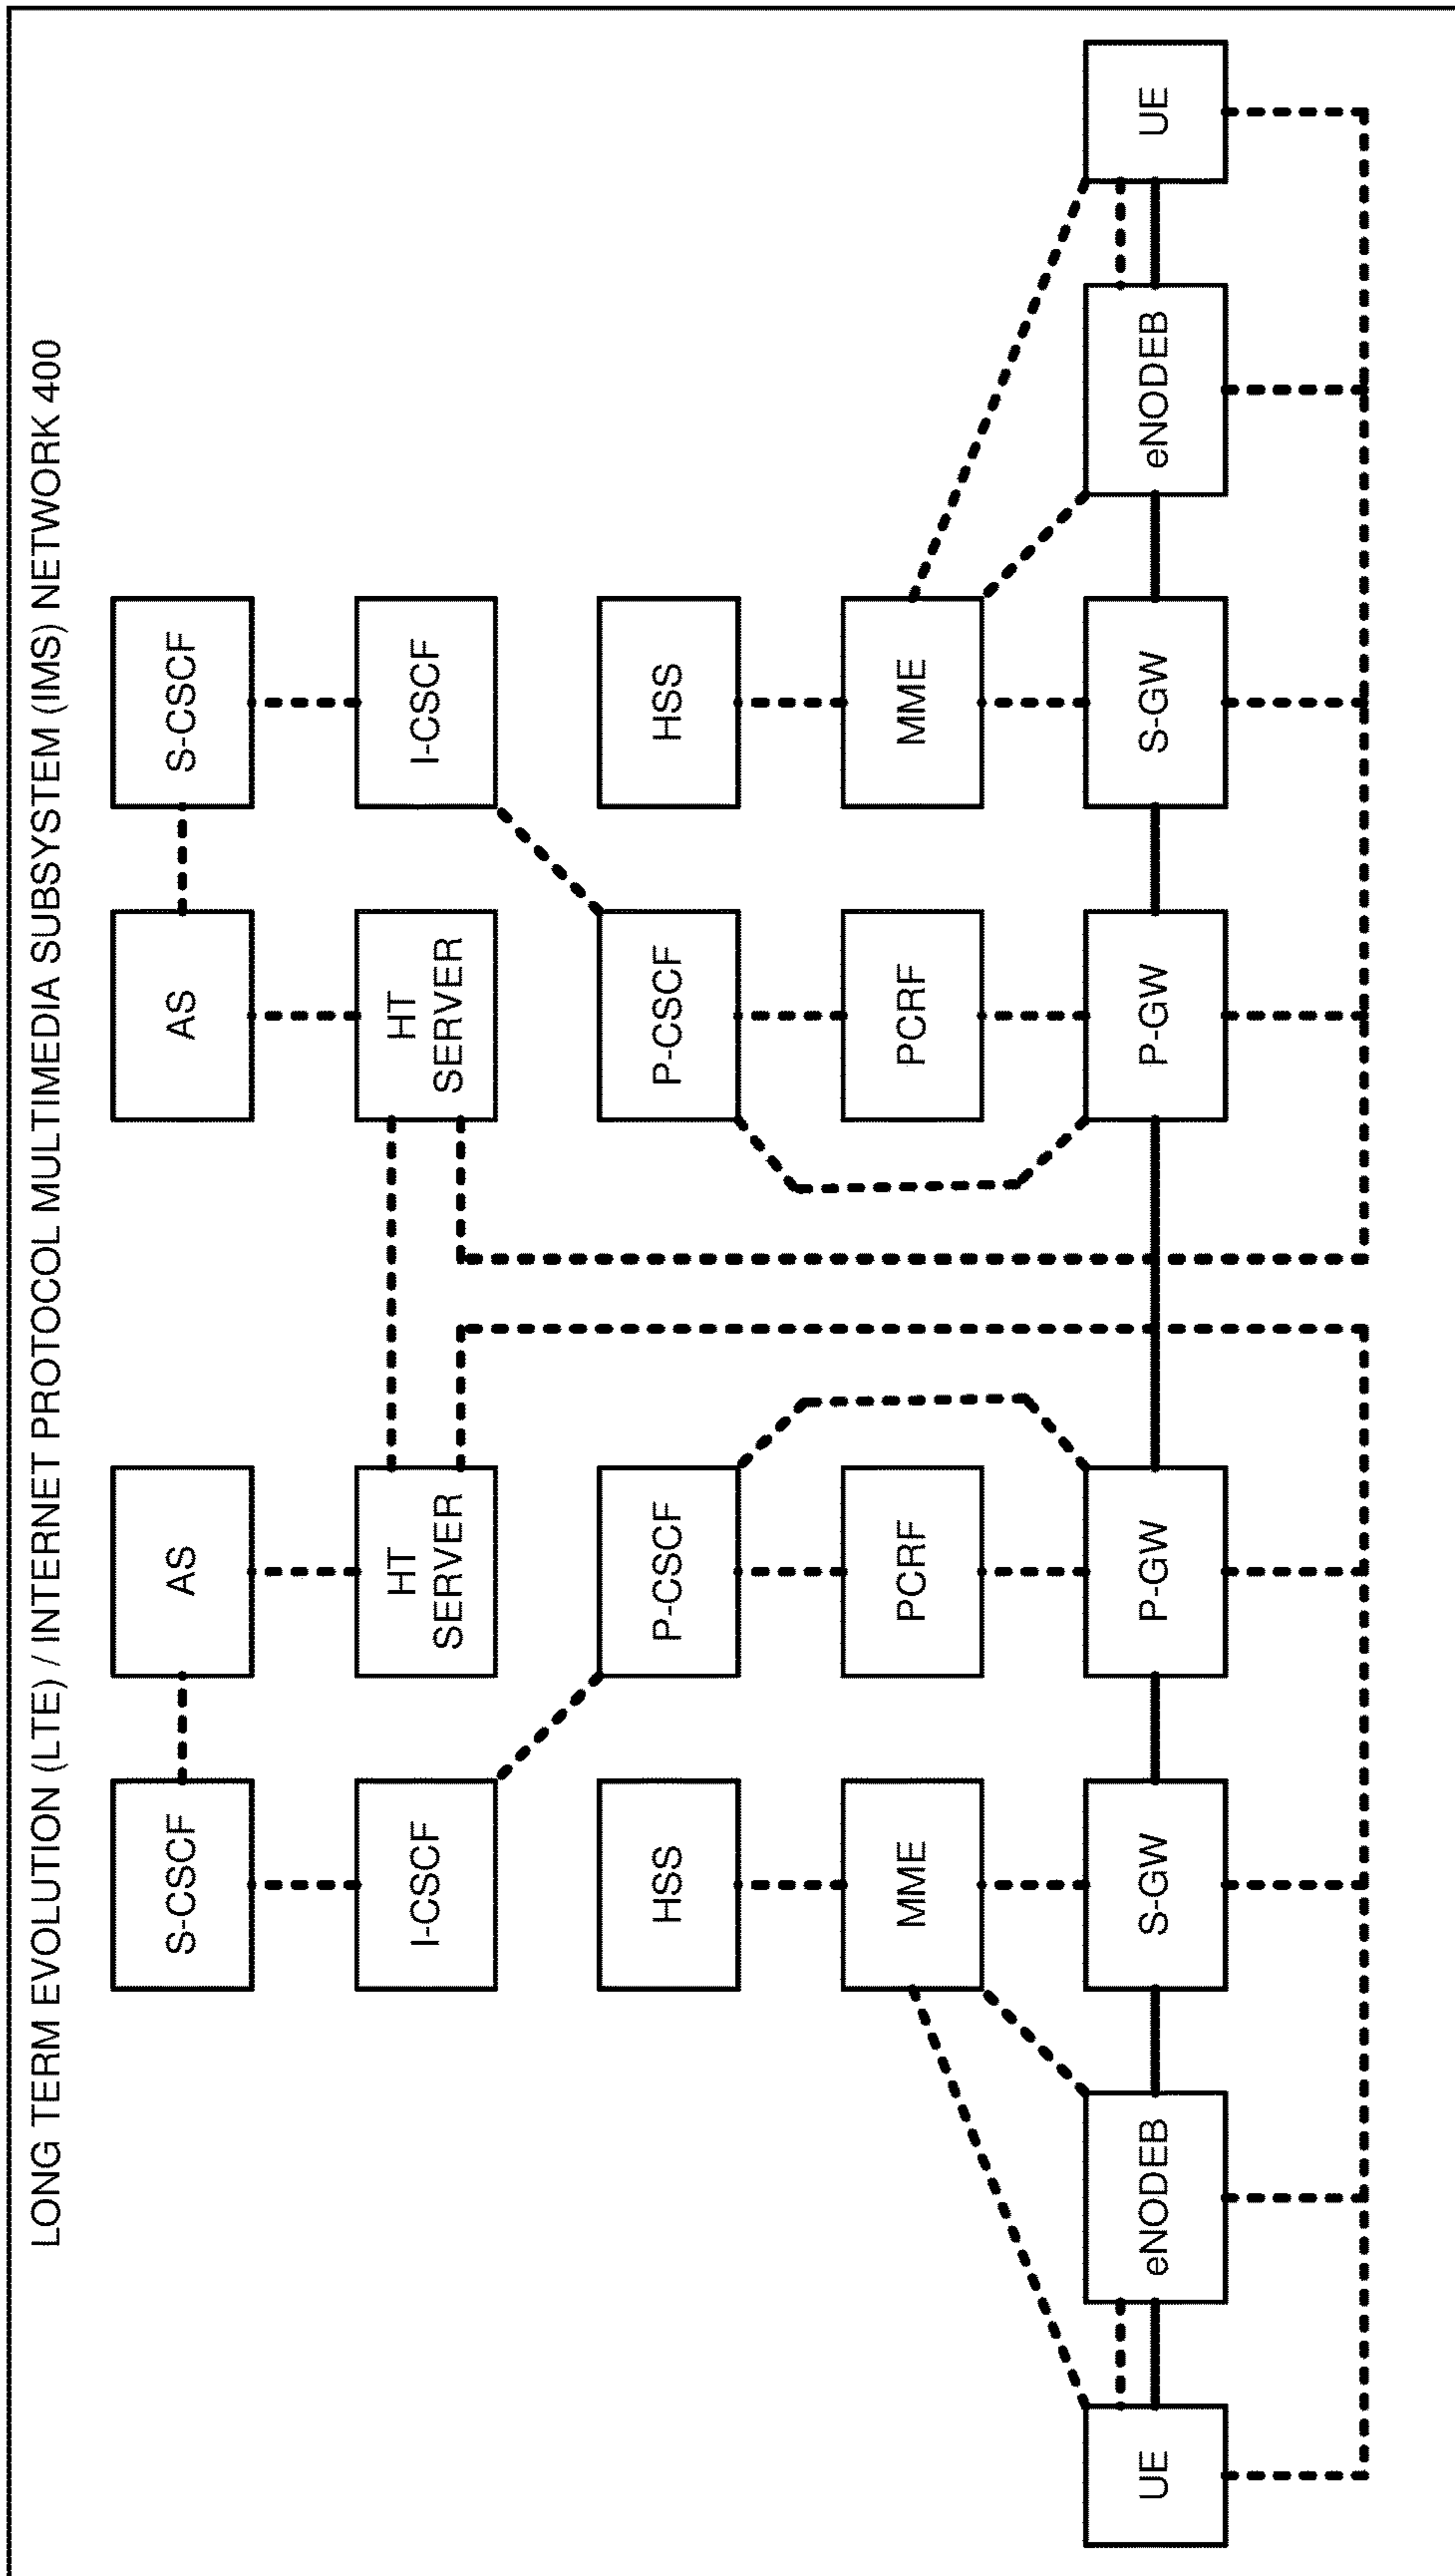 LONG TERM EVOLUTION (LTE) / INTERNET PROTOCOL MULTIMEDIA SUBSYSTEM (IMS) NETWORK 400
S-CSCF
AS
AS
S-CSCF
I-CSCF
HT
SERVER
HT
SERVER
I-CSCF
HSS
P-CSCF
P-CSCF
HSS
MME
PCRF
PCRF
MME
UE
eNODEB
S-GW
P-GW
P-GW
S-GW
eNODEB
UE